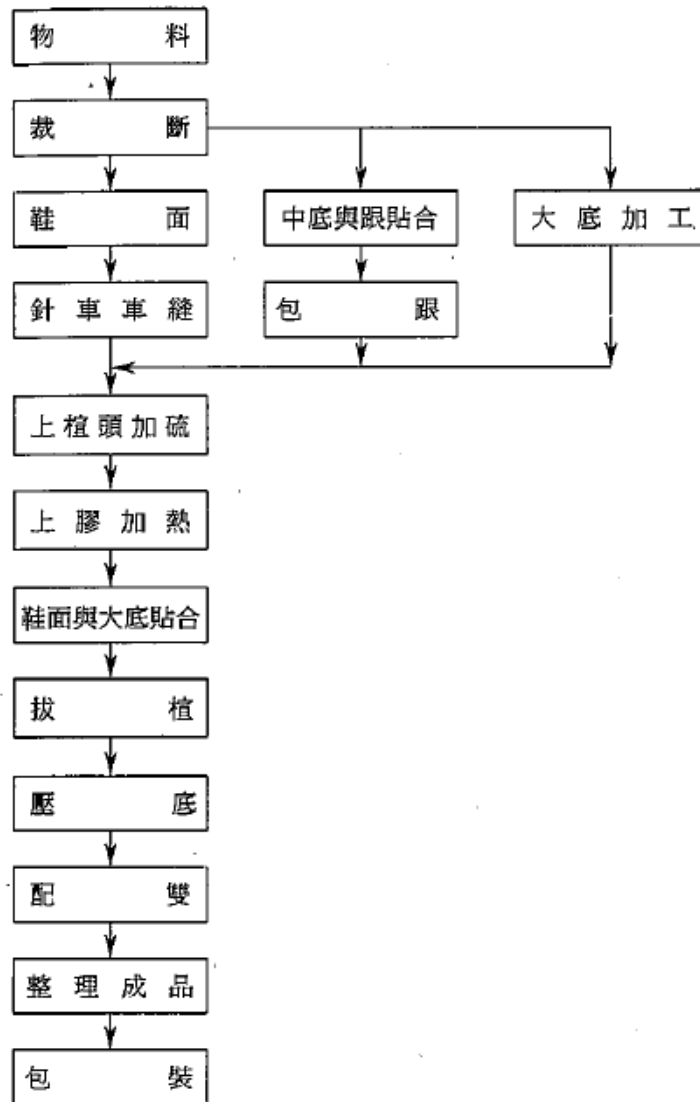 物料
裁斷
鞋面
中底與跟貼合
大底加工
針車車縫
包跟
上楦頭加硫
上膠加熱
鞋面與大底貼合
拔楦
壓底
配雙
整理成品
包裝